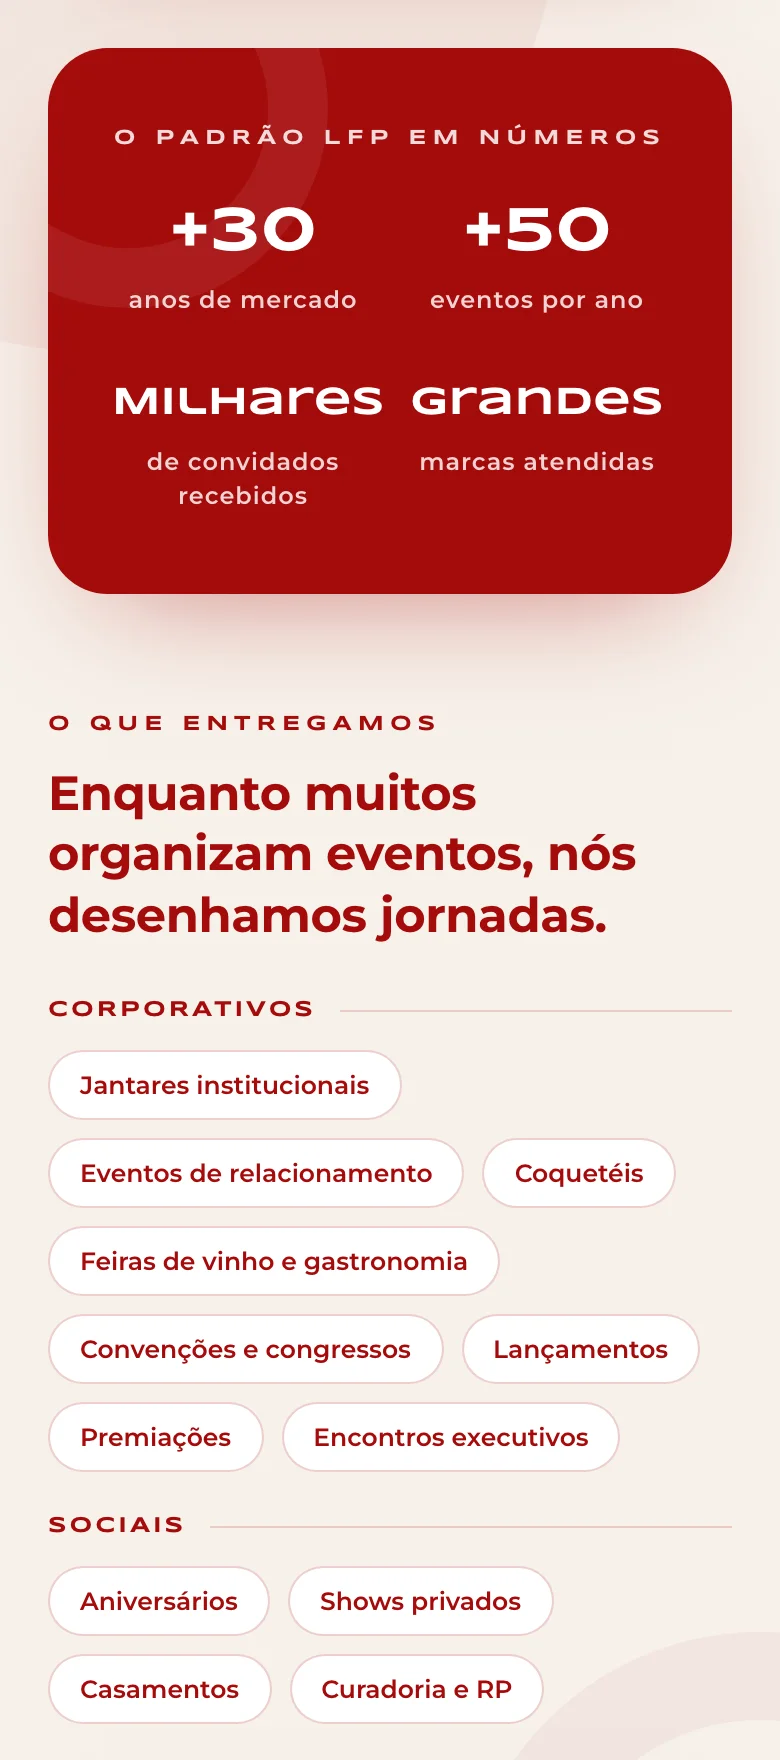 O PADRÃO LFP EM NÚMEROS
+30
anos de mercado
+50
eventos por ano
MILHares
de convidados
recebidos
Grandes
marcas atendidas
O QUE ENTREGAMOS
Enquanto muitos
organizam eventos, nós
desenhamos jornadas.
CORPORATIVOS
Jantares institucionais
Eventos de relacionamento
Coquetéis
Feiras de vinho e gastronomia
Convenções e congressos
Lançamentos
Premiações
Encontros executivos
SOCIAIS
Aniversários
Shows privados
Casamentos
Curadoria e RP